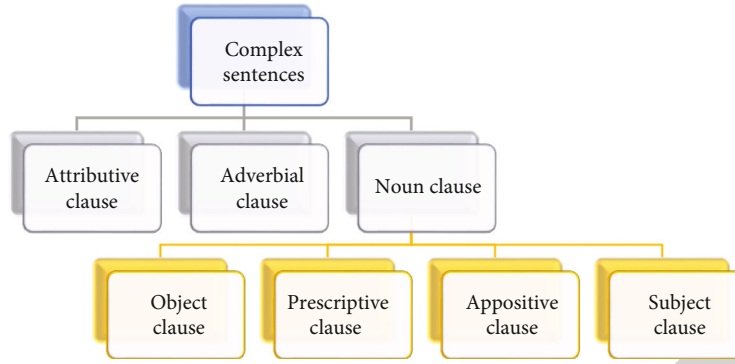 Complex
sentences
Attributive
clause
Adverbial
clause
Noun clause
Object
clause
Prescriptive
clause
Appositive
clause
Subject
clause